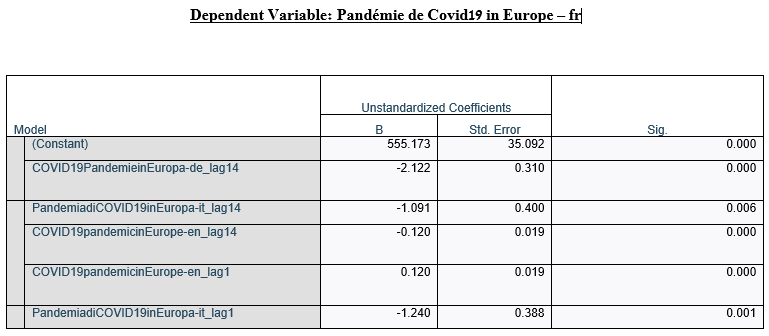 Dependent Variable: Pandémie de Covid19 in Europe – fr
Unstandardized Coefficients
Model B Std. Error Sig.
(Constant) 555.173 35.092 0.000
COVID19PandemieinEuropa-de_lag14 -2.122 0.310 0.000
PandemiadiCOVID19inEuropa-it_lag14 -1.091 0.400 0.006
COVID19pandemicinEurope-en_lag14 -0.120 0.019 0.000
COVID19pandemicinEurope-en_lag1 0.120 0.019 0.000
PandemiadiCOVID19inEuropa-it_lag1 -1.240 0.388 0.001